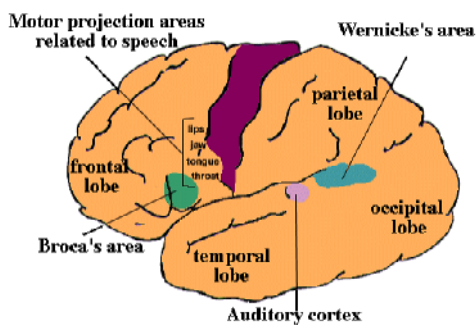 Motor projection areas
related to speech
Wernicke's area
parietal
lobe
lips
jaw
tongue
throat
frontal
lobe
Broca's area
occipital
lobe
temporal
lobe
Auditory cortex